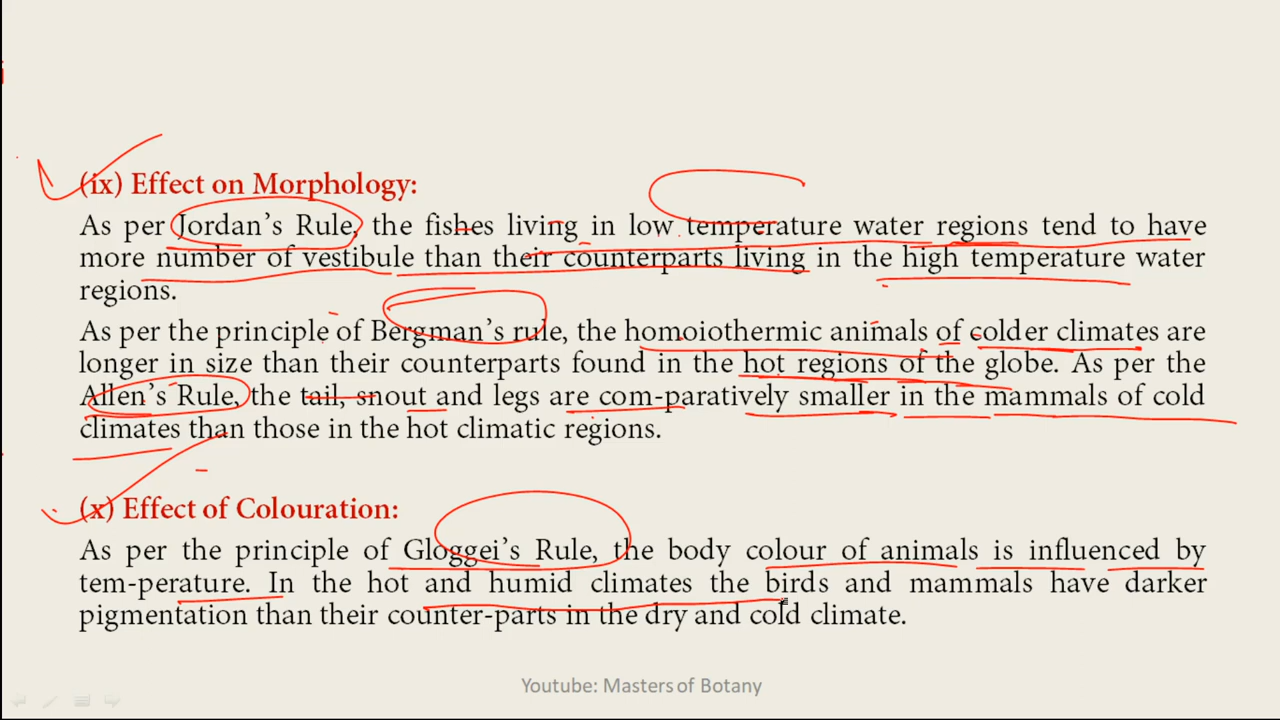 (ix) Effect on Morphology:
As per Jordan's Rule, the fishes living in low temperature water regions tend to have
more number of vestibule than their counterparts living in the high temperature water
regions.
As per the principle of Bergman's rule, the homoiothermic animals of colder climates are
longer in size than their counterparts found in the hot regions of the globe. As per the
Allen's Rule, the tail, snout and legs are com-paratively smaller in the mammals of cold
climates than those in the hot climatic regions.
(x) Effect of Colouration:
As per the principle of Gloggei's Rule, the body colour of animals is influenced by
tem-perature. In the hot and humid climates the birds and mammals have darker
pigmentation than their counter-parts in the dry and cold climate.
Youtube: Masters of Botany